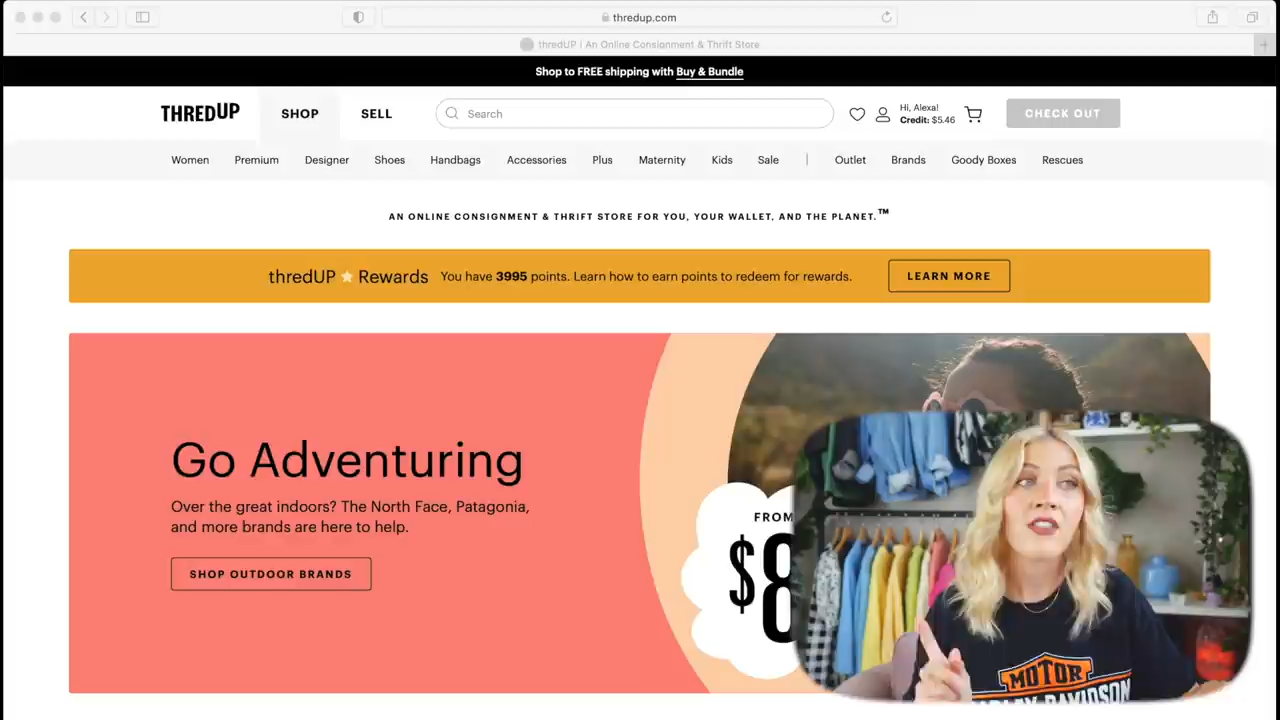 thredup.com
thredUP | An Online Consignment & Thrift Store
Shop to FREE shipping with Buy & Bundle
THREDUP
SHOP
SELL
Search
Hi, Alexa!
Credit: $5.46
CHECK OUT
Women
Premium
Designer
Shoes
Handbags
Accessories
Plus
Maternity
Kids
Sale
Outlet
Brands
Goody Boxes
Rescues
AN ONLINE CONSIGNMENT & THRIFT STORE FOR YOU, YOUR WALLET, AND THE PLANET.™
thredUP Rewards
You have 3995 points. Learn how to earn points to redeem for rewards.
LEARN MORE
Go Adventuring
Over the great indoors? The North Face, Patagonia,
and more brands are here to help.
SHOP OUTDOOR BRANDS
FROM
$8
MOTOR
HARLEY-DAVIDSON